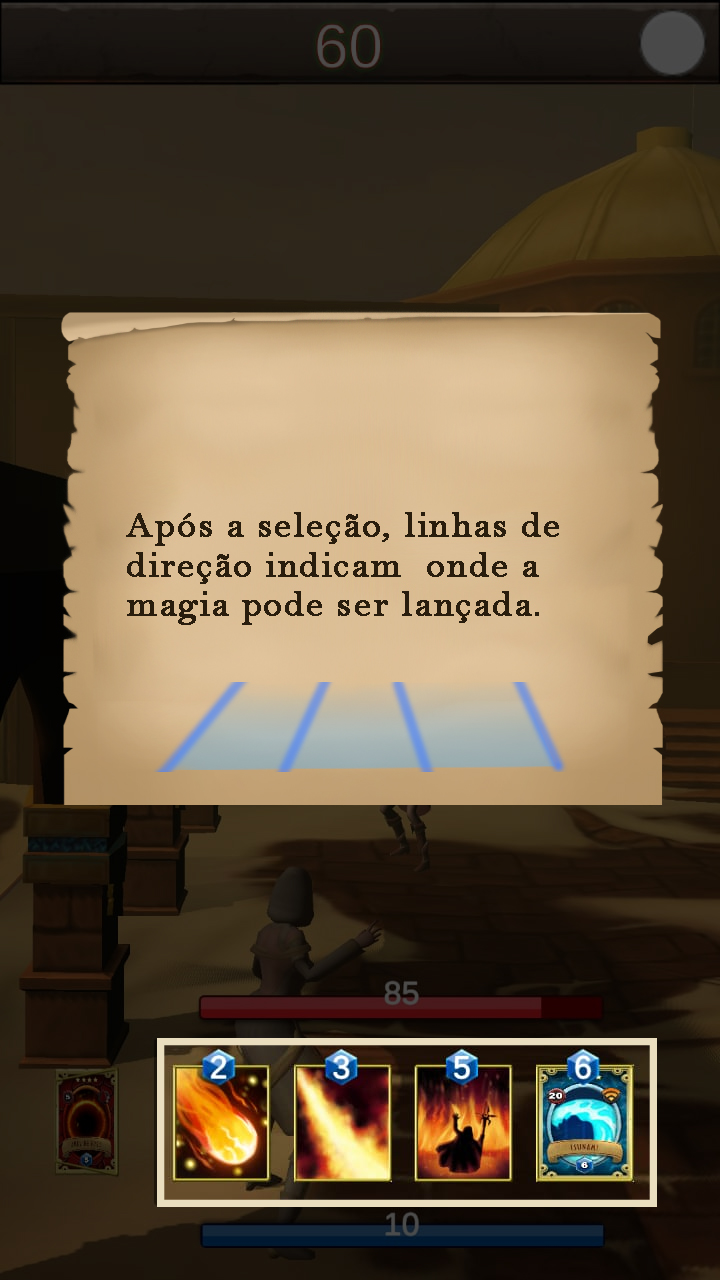 60
Após a seleção, linhas de
direção indicam  onde a
magia pode ser lançada.
85
2
3
5
6
20
TSUNAMI
6
10